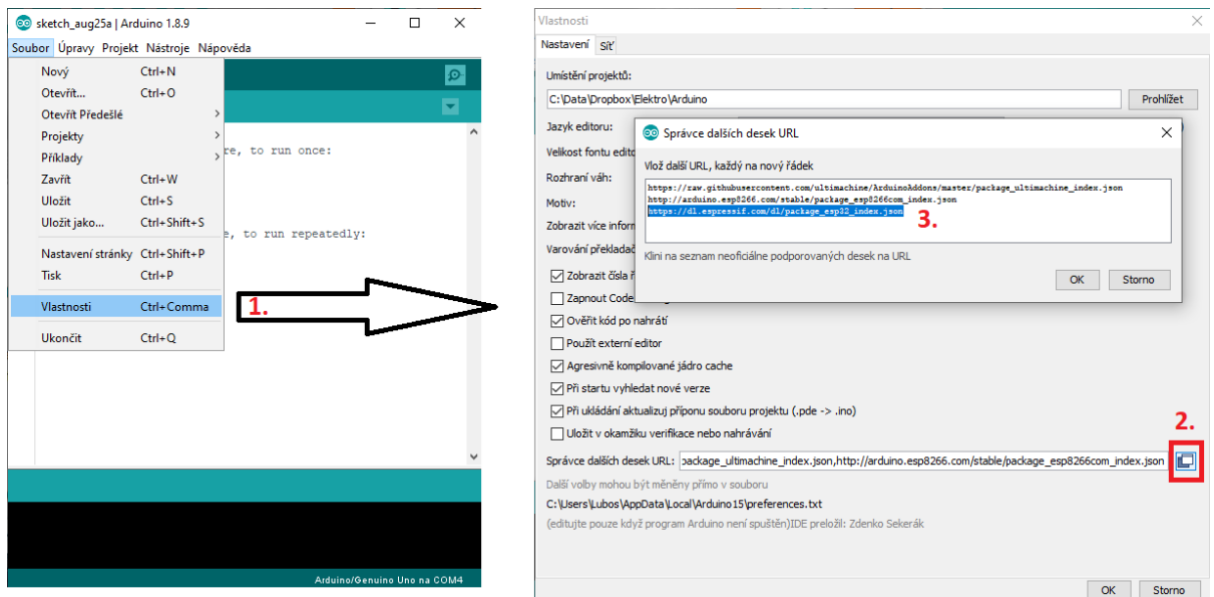 sketch_aug25a | Arduino 1.8.9
Soubor Úpravy Projekt Nástroje Nápověda
Nový Ctrl+N
Otevřít... Ctrl+O
Otevřít Předešlé
Projekty
Příklady
Zavřít Ctrl+W
Uložit Ctrl+S
Uložit jako... Ctrl+Shift+S
Nastavení stránky Ctrl+Shift+P
Tisk Ctrl+P
Vlastnosti Ctrl+Comma
Ukončit Ctrl+Q
to run once:
to run repeatedly:
1.
Arduino/Genuino Uno na COM4
Vlastnosti
Nastavení Síť
Umístění projektů:
C:\Data\Dropbox\Elektro\Arduino Prohlížet
Jazyk editoru:
Velikost fontu
Rozhraní váh:
Motiv:
Zobrazit více
Varování
Správce dalších desek URL
Vlož další URL, každý na nový řádek
https://raw.githubusercontent.com/ultimachine/ArduinoAddons/master/package_ultimachine_index.json
http://arduino.esp8266.com/stable/package_esp8266com_index.json
https://dl.espressif.com/dl/package_esp32_index.json
3.
Klini na seznam neoficiálne podporovaných desek na URL
OK Storno
Zobrazit čísla
Zapnout Code
Ověřit kód po nahrátí
Použít externí editor
Agresivně kompilované jádro cache
Při startu vyhledat nové verze
Při ukládání aktualizuj příponu souboru projektu (.pde -> .ino)
Uložit v okamžiku verifikace nebo nahrávání
2.
Správce dalších desek URL: package_ultimachine_index.json,http://arduino.esp8266.com/stable/package_esp8266com_index.json
Další volby mohou být měněny přímo v souboru
C:\Users\Lubos\AppData\Local\Arduino15\preferences.txt
(editujte pouze když program Arduino není spuštěn)IDE preložil: Zdenko Sekerák
OK Storno